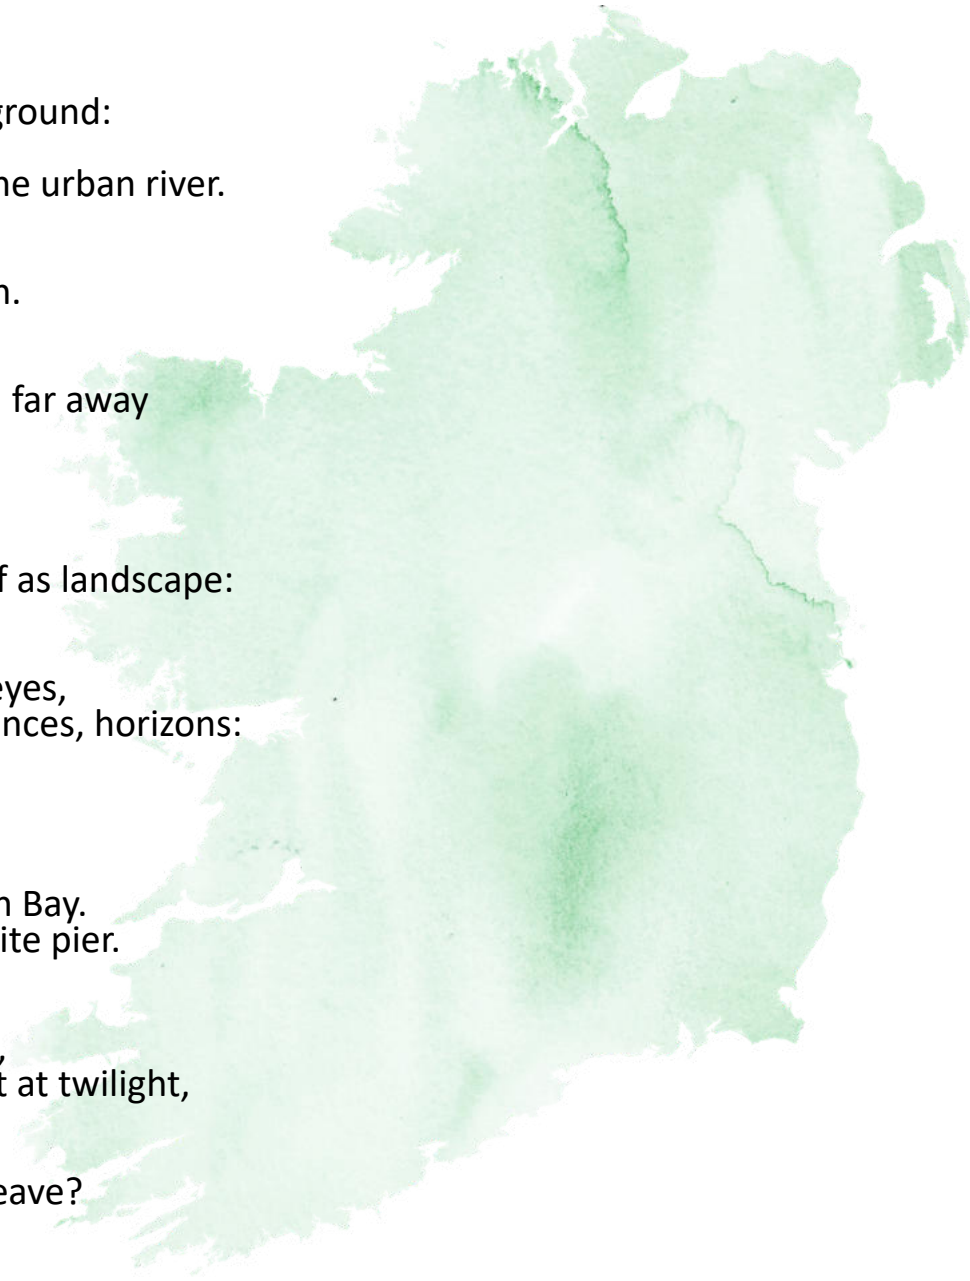 ground:
he urban river.
n.
far away
f as landscape:
eyes,
nces, horizons:
n Bay.
ite pier.
,
t at twilight,
eave?